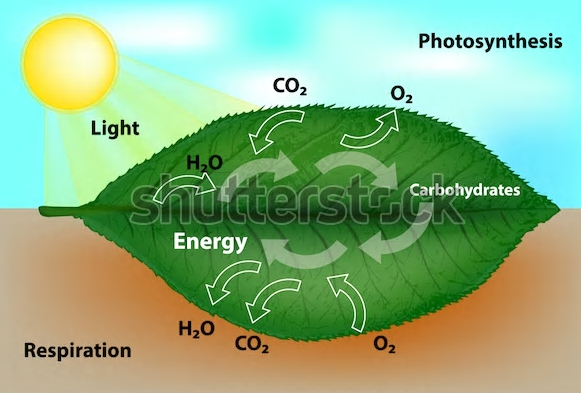 Photosynthesis
CO₂
O₂
Light
H₂O
Carbohydrates
shutterstock
Energy
H₂O
CO₂
O₂
Respiration